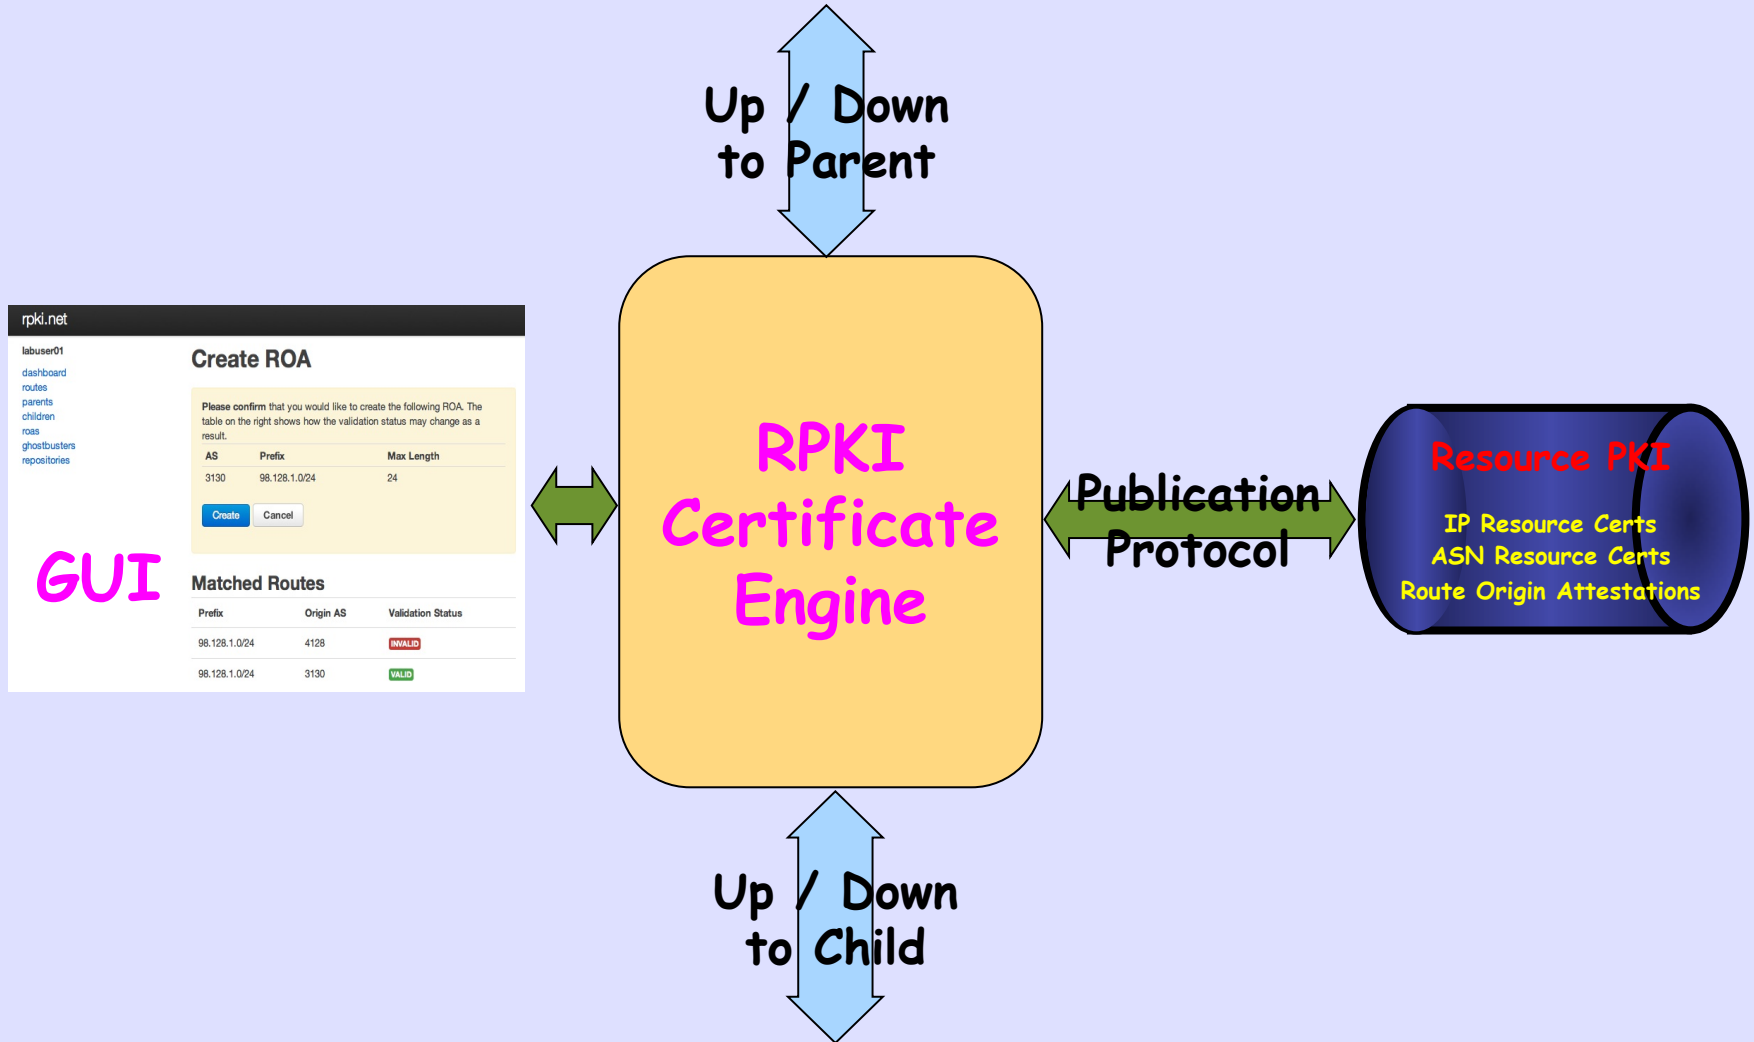 Up / Down
to Parent
rpki.net
labuser01
dashboard
routes
parents
children
roas
ghostbusters
repositories
Create ROA
Please confirm that you would like to create the following ROA. The
table on the right shows how the validation status may change as a
result.
AS Prefix Max Length
3130 98.128.1.0/24 24
Create Cancel
GUI
Matched Routes
Prefix Origin AS Validation Status
98.128.1.0/24 4128 INVALID
98.128.1.0/24 3130 VALID
RPKI
Certificate
Engine
Publication
Protocol
Resource PKI
IP Resource Certs
ASN Resource Certs
Route Origin Attestations
Up / Down
to Child